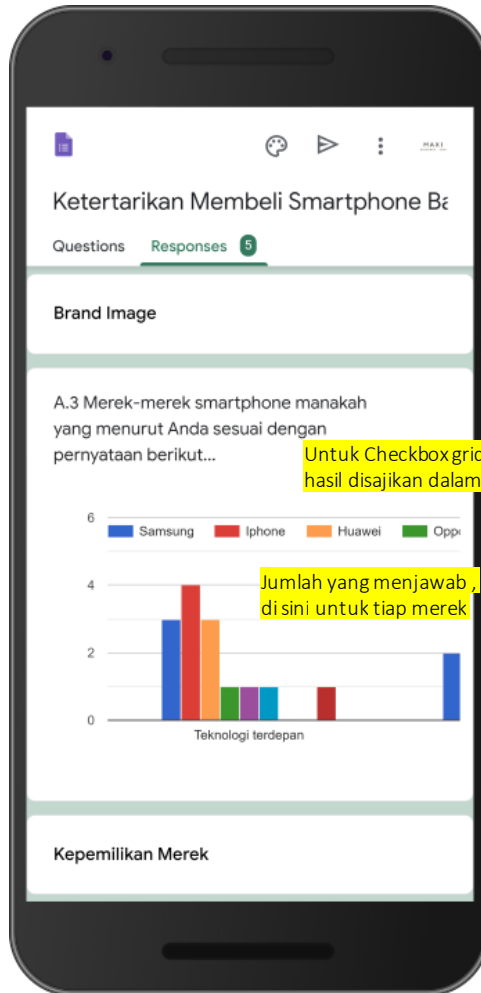 MAXI
Ketertarikan Membeli Smartphone Ba
Questions Responses 5
Brand Image
A.3 Merek-merek smartphone manakah
yang menurut Anda sesuai dengan
pernyataan berikut...
Untuk Checkbox grid
hasil disajikan dalam
6
Samsung Iphone Huawei Oppo
Jumlah yang menjawab ,
di sini untuk tiap merek
4
2
0
Teknologi terdepan
Kepemilikan Merek